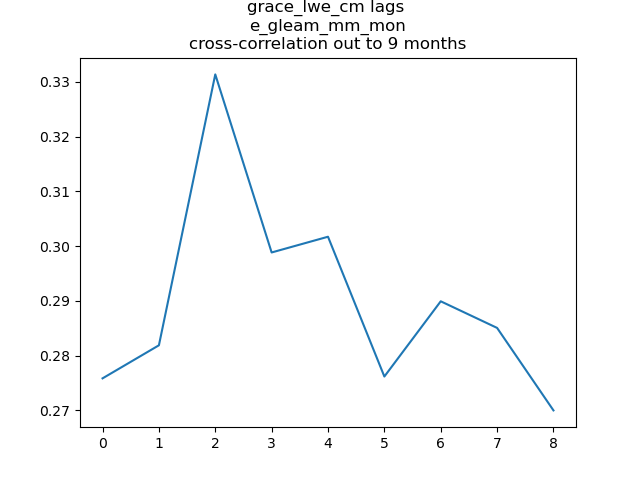 grace_lwe_cm lags
e_gleam_mm_mon
cross-correlation out to 9 months
0.33
0.32
0.31
0.30
0.29
0.28
0.27
0 1 2 3 4 5 6 7 8